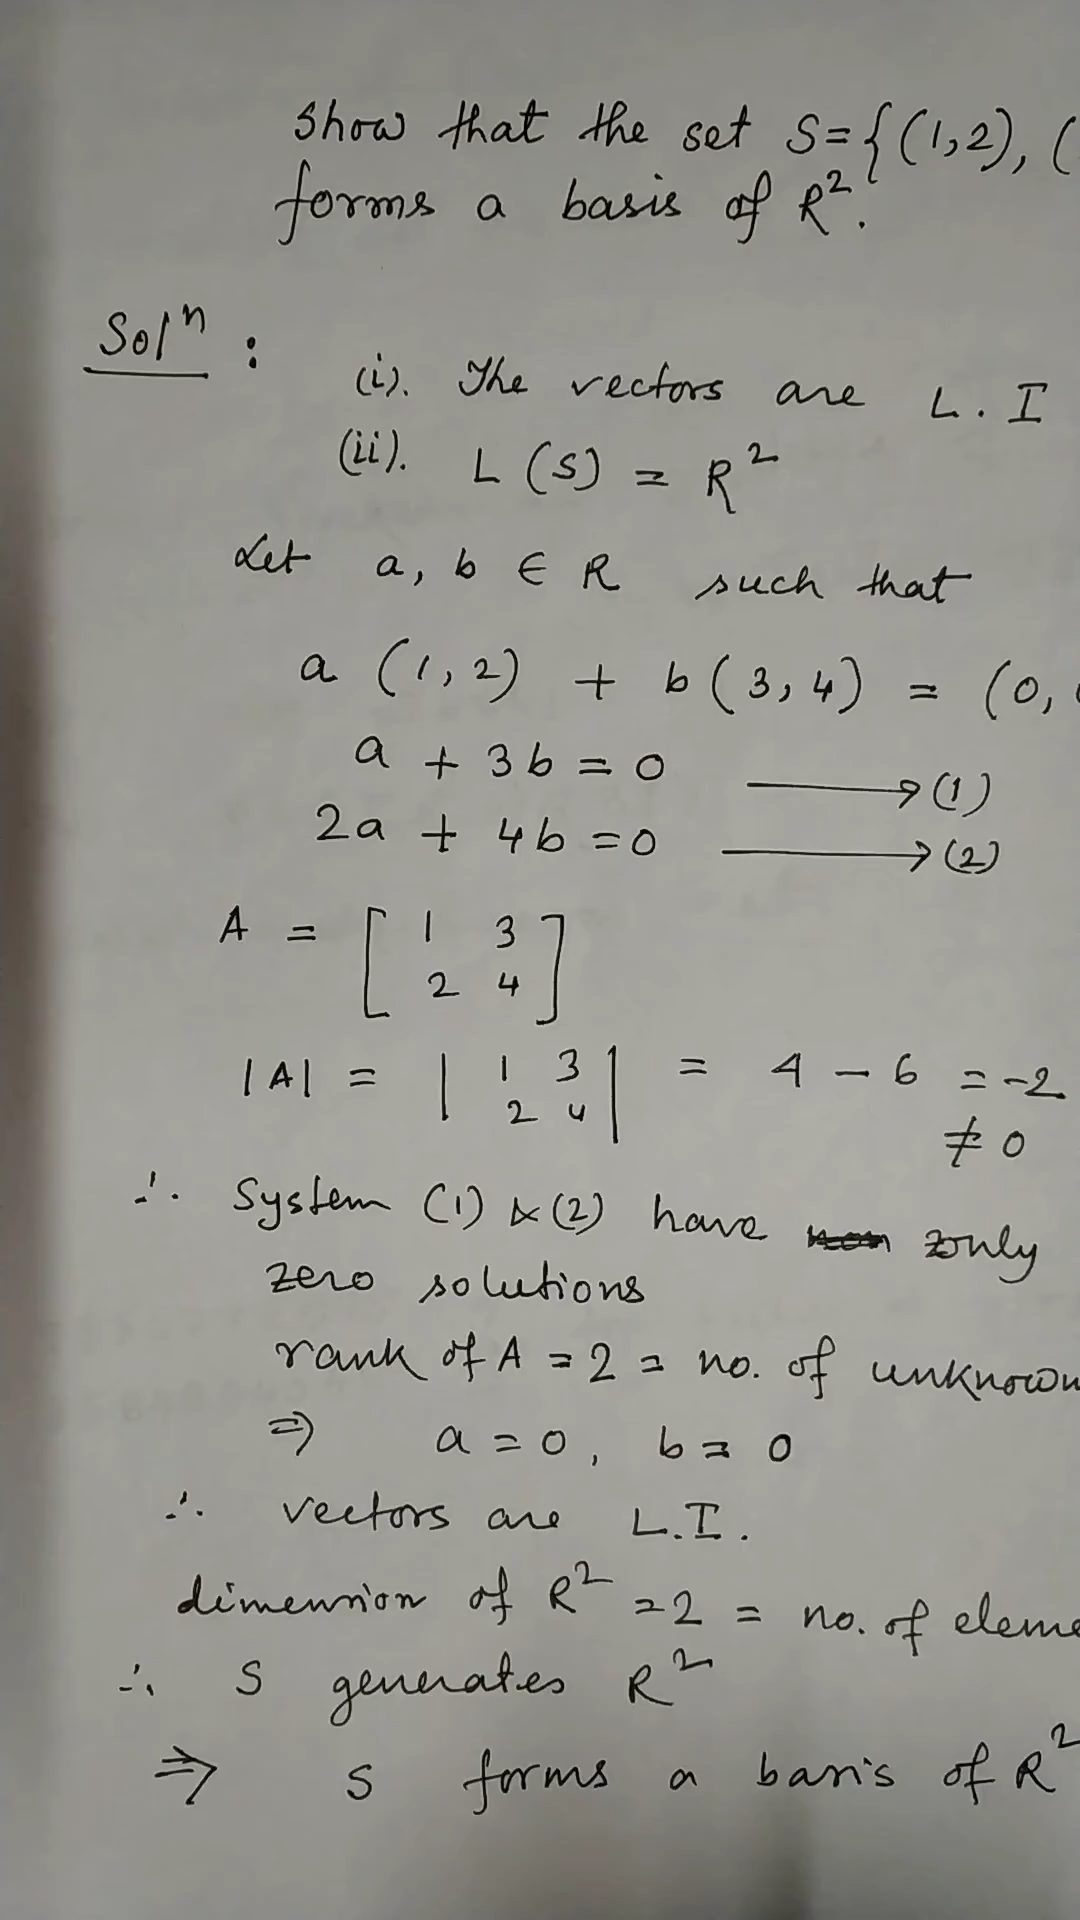 Show that the set S={(1,2), (
forms a basis of R².
Solⁿ :
(i). The vectors are L.I
(ii). L(S) = R²
Let a, b ∈ R such that
a (1,2) + b(3,4) = (0,
a + 3b = 0 ⟶ (1)
2a + 4b = 0 ⟶ (2)
A = [ 1 3
2 4 ]
|A| = | 1 3
2 4 | = 4 - 6 = -2
≠ 0
∴ System (1) & (2) have only
zero solutions
rank of A = 2 = no. of unknown
⇒ a = 0, b = 0
∴ vectors are L.I.
dimension of R² = 2 = no. of eleme
∴ S generates R²
⇒ S forms a basis of R²